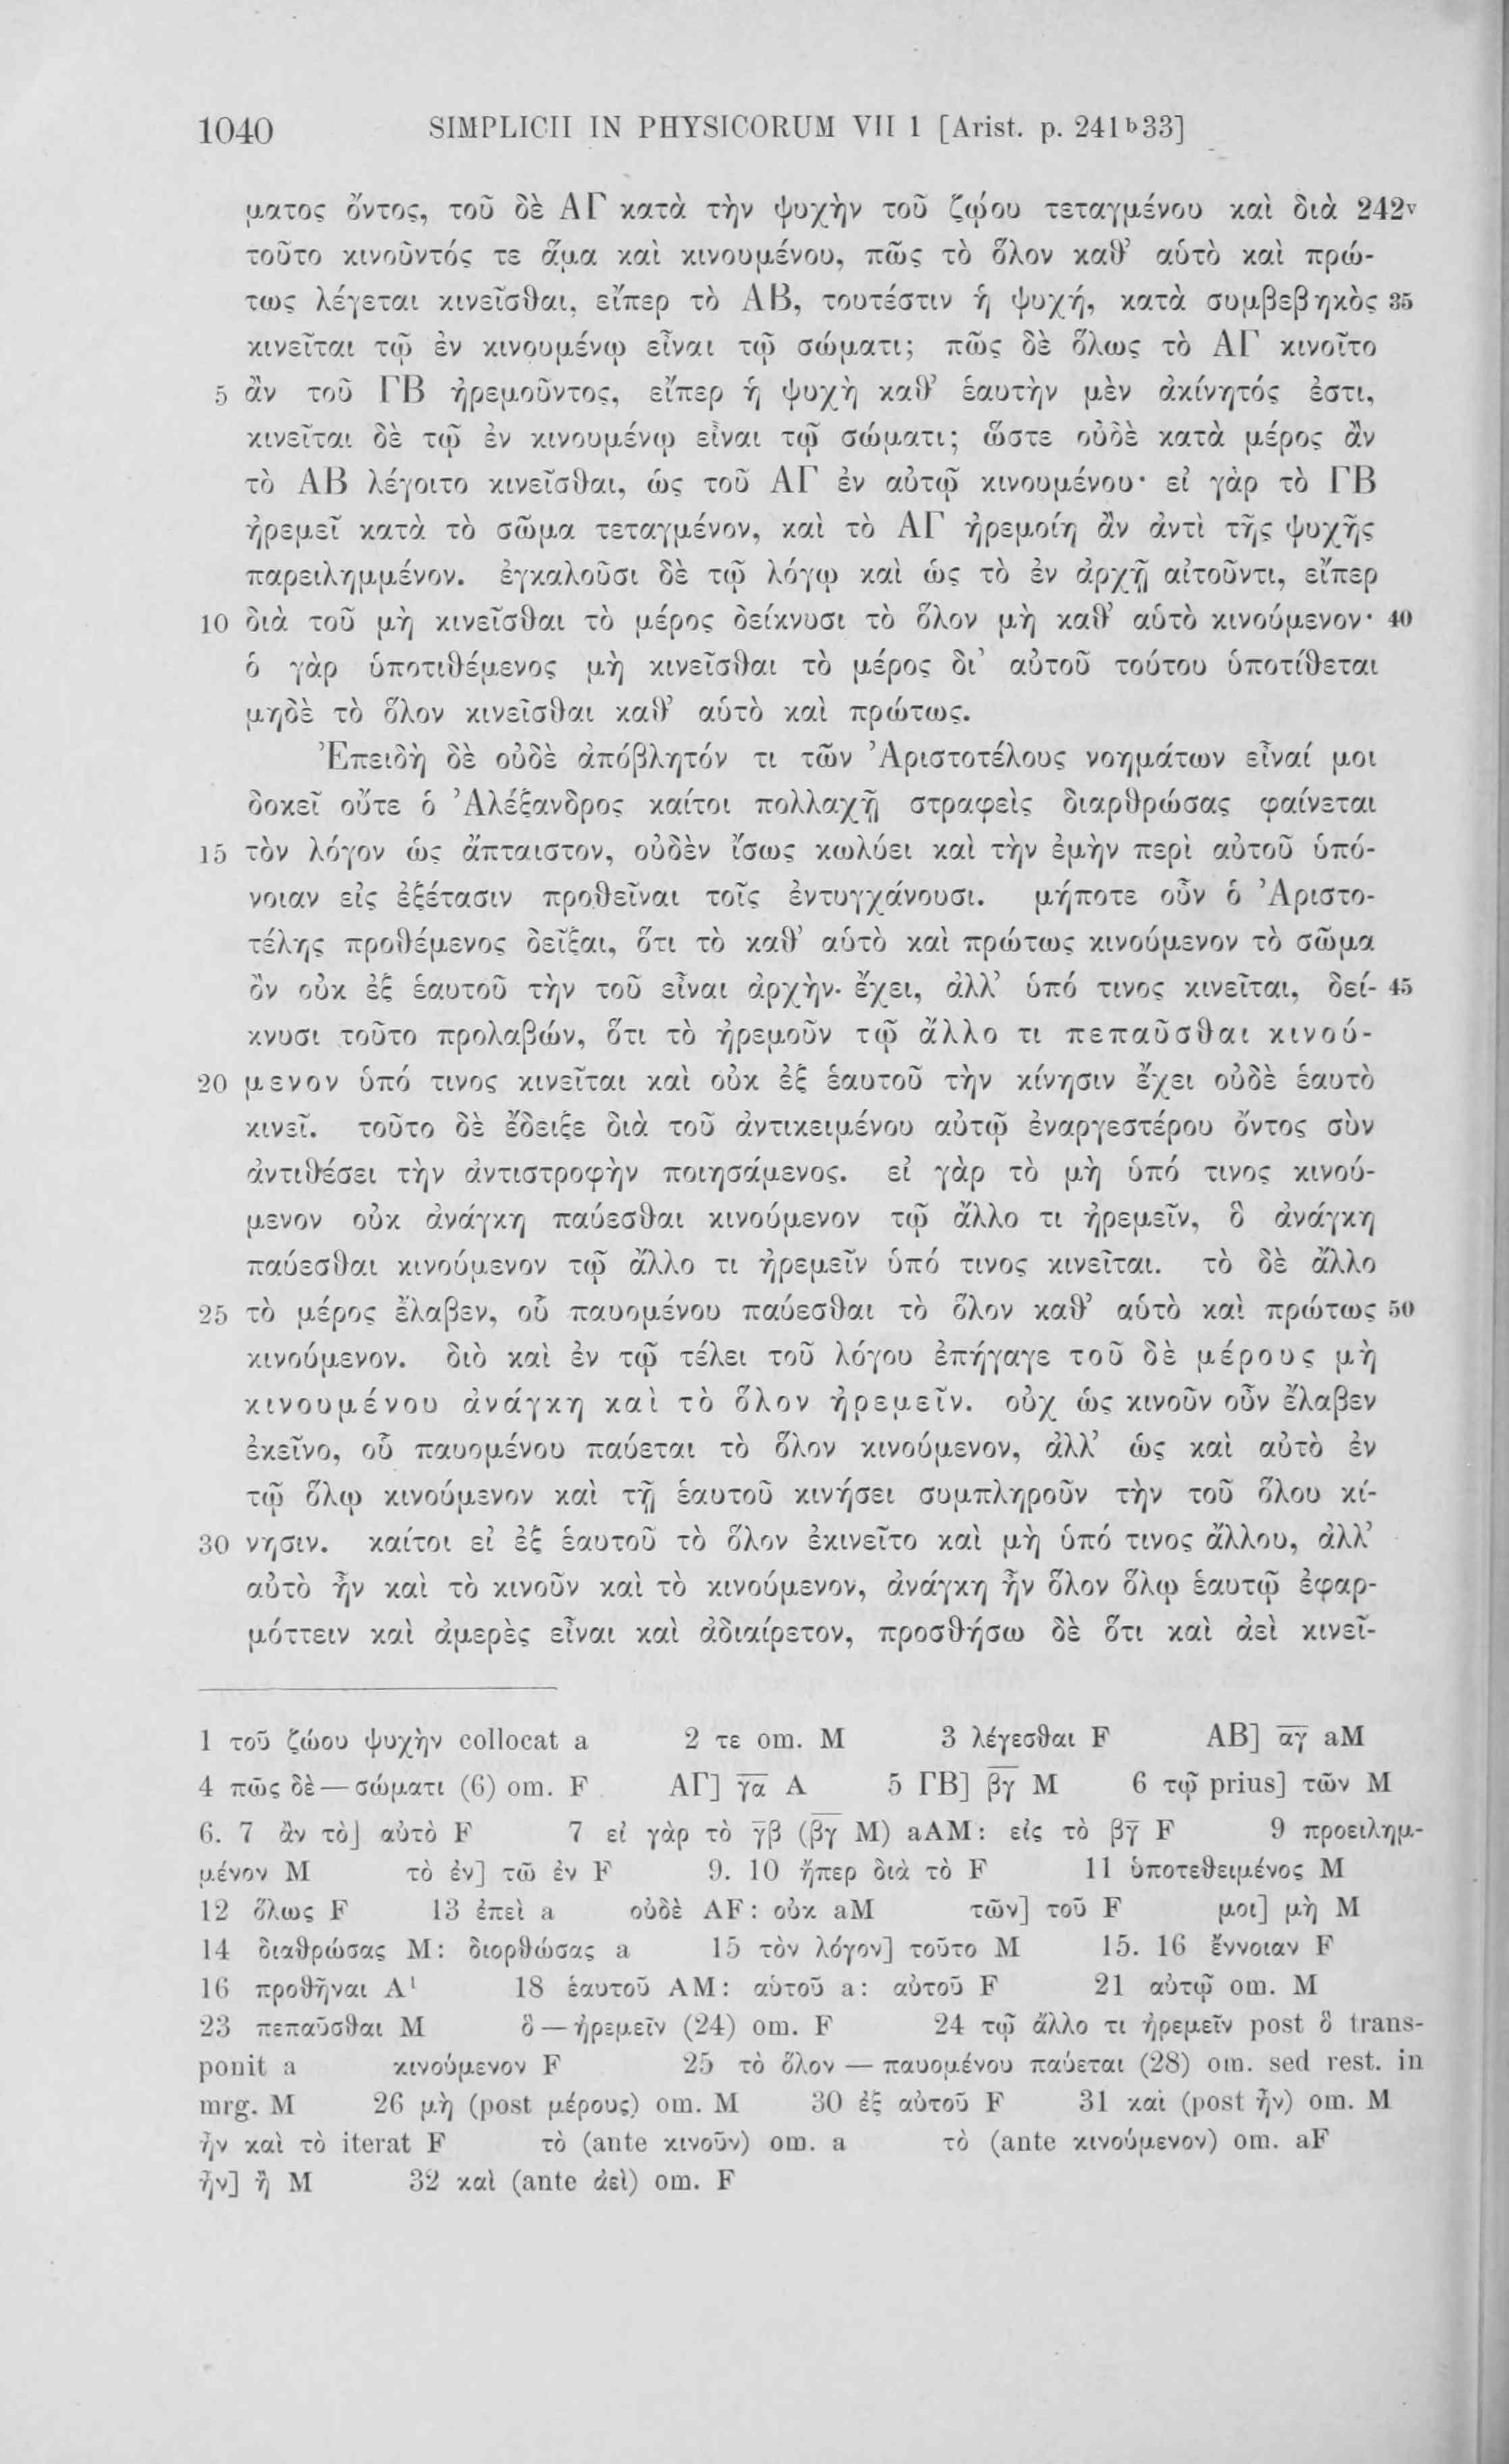 1040 SIMPLICII IN PHYSICORUM VII 1 [Arist. p. 241ᵇ33]
ματος ὄντος, τοῦ δὲ ΑΓ κατὰ τὴν ψυχὴν τοῦ ζῴου τεταγμένου καὶ διὰ 242ᵛ
τοῦτο κινοῦντός τε ἅμα καὶ κινουμένου, πῶς τὸ ὅλον καθ’ αὑτὸ καὶ πρώ-
τως λέγεται κινεῖσθαι, εἴπερ τὸ ΑΒ, τουτέστιν ἡ ψυχή, κατὰ συμβεβηκὸς 35
κινεῖται τῷ ἐν κινουμένῳ εἶναι τῷ σώματι; πῶς δὲ ὅλως τὸ ΑΓ κινοῖτο
5 ἂν τοῦ ΓΒ ἠρεμοῦντος, εἴπερ ἡ ψυχὴ καθ’ ἑαυτὴν μὲν ἀκίνητός ἐστι,
κινεῖται δὲ τῷ ἐν κινουμένῳ εἶναι τῷ σώματι; ὥστε οὐδὲ κατὰ μέρος ἂν
τὸ ΑΒ λέγοιτο κινεῖσθαι, ὡς τοῦ ΑΓ ἐν αὐτῷ κινουμένου· εἰ γὰρ τὸ ΓΒ
ἠρεμεῖ κατὰ τὸ σῶμα τεταγμένον, καὶ τὸ ΑΓ ἠρεμοίη ἂν ἀντὶ τῆς ψυχῆς
παρειλημμένον. ἐγκαλοῦσι δὲ τῷ λόγῳ καὶ ὡς τὸ ἐν ἀρχῇ αἰτοῦντι, εἴπερ
10 διὰ τοῦ μὴ κινεῖσθαι τὸ μέρος δείκνυσι τὸ ὅλον μὴ καθ’ αὑτὸ κινούμενον· 40
ὁ γὰρ ὑποτιθέμενος μὴ κινεῖσθαι τὸ μέρος δι’ αὐτοῦ τούτου ὑποτίθεται
μηδὲ τὸ ὅλον κινεῖσθαι καθ’ αὑτὸ καὶ πρώτως.
Ἐπειδὴ δὲ οὐδὲ ἀπόβλητόν τι τῶν Ἀριστοτέλους νοημάτων εἶναί μοι
δοκεῖ οὔτε ὁ Ἀλέξανδρος καίτοι πολλαχῇ στραφεὶς διαρθρώσας φαίνεται
15 τὸν λόγον ὡς ἄπταιστον, οὐδὲν ἴσως κωλύει καὶ τὴν ἐμὴν περὶ αὐτοῦ ὑπό-
νοιαν εἰς ἐξέτασιν προθεῖναι τοῖς ἐντυγχάνουσι. μήποτε οὖν ὁ Ἀριστο-
τέλης προθέμενος δεῖξαι, ὅτι τὸ καθ’ αὑτὸ καὶ πρώτως κινούμενον τὸ σῶμα
ὂν οὐκ ἐξ ἑαυτοῦ τὴν τοῦ εἶναι ἀρχὴν ἔχει, ἀλλ’ ὑπό τινος κινεῖται, δεί- 45
κνυσι τοῦτο προλαβών, ὅτι τὸ ἠρεμοῦν τῷ ἄλλο τι πεπαῦσθαι κινού-
20 μενον ὑπό τινος κινεῖται καὶ οὐκ ἐξ ἑαυτοῦ τὴν κίνησιν ἔχει οὐδὲ ἑαυτὸ
κινεῖ. τοῦτο δὲ ἔδειξε διὰ τοῦ ἀντικειμένου αὐτῷ ἐναργεστέρου ὄντος σὺν
ἀντιθέσει τὴν ἀντιστροφὴν ποιησάμενος. εἰ γὰρ τὸ μὴ ὑπό τινος κινού-
μενον οὐκ ἀνάγκη παύεσθαι κινούμενον τῷ ἄλλο τι ἠρεμεῖν, ὃ ἀνάγκη
παύεσθαι κινούμενον τῷ ἄλλο τι ἠρεμεῖν ὑπό τινος κινεῖται. τὸ δὲ ἄλλο
25 τὸ μέρος ἔλαβεν, οὗ παυομένου παύεσθαι τὸ ὅλον καθ’ αὑτὸ καὶ πρώτως 50
κινούμενον. διὸ καὶ ἐν τῷ τέλει τοῦ λόγου ἐπήγαγε τοῦ δὲ μέρους μὴ
κινουμένου ἀνάγκη καὶ τὸ ὅλον ἠρεμεῖν. οὐχ ὡς κινοῦν οὖν ἔλαβεν
ἐκεῖνο, οὗ παυομένου παύεται τὸ ὅλον κινούμενον, ἀλλ’ ὡς καὶ αὐτὸ ἐν
τῷ ὅλῳ κινούμενον καὶ τῇ ἑαυτοῦ κινήσει συμπληροῦν τὴν τοῦ ὅλου κί-
30 νησιν. καίτοι εἰ ἐξ ἑαυτοῦ τὸ ὅλον ἐκινεῖτο καὶ μὴ ὑπό τινος ἄλλου, ἀλλ’
αὐτὸ ἦν καὶ τὸ κινοῦν καὶ τὸ κινούμενον, ἀνάγκη ἦν ὅλον ὅλῳ ἑαυτῷ ἐφαρ-
μόττειν καὶ ἀμερὲς εἶναι καὶ ἀδιαίρετον, προσθήσω δὲ ὅτι καὶ ἀεὶ κινεῖ-
1 τοῦ ζώου ψυχὴν collocat a 2 τε om. M 3 λέγεσθαι F ΑΒ] α͞γ aM
4 πῶς δὲ — σώματι (6) om. F ΑΓ] γ͞α A 5 ΓΒ] β͞γ M 6 τῷ prius] τῶν M
6. 7 ἂν τὸ] αὐτὸ F 7 εἰ γὰρ τὸ γ͞β (β͞γ M) aAM: εἰς τὸ β͞γ F 9 προειλημ-
μένον M τὸ ἐν] τῶ ἐν F 9. 10 ἤπερ διὰ τὸ F 11 ὑποτεθειμένος M
12 ὅλως F 13 ἐπεὶ a οὐδὲ AF: οὐκ aM τῶν] τοῦ F μοι] μὴ M
14 διαθρώσας M: διορθώσας a 15 τὸν λόγον] τοῦτο M 15. 16 ἔννοιαν F
16 προθῆναι A¹ 18 ἑαυτοῦ AM: αὑτοῦ a: αὐτοῦ F 21 αὐτῷ om. M
23 πεπαῦσθαι M ὃ — ἠρεμεῖν (24) om. F 24 τῷ ἄλλο τι ἠρεμεῖν post ὃ trans-
ponit a κινούμενον F 25 τὸ ὅλον — παυομένου παύεται (28) om. sed rest. in
mrg. M 26 μὴ (post μέρους) om. M 30 ἐξ αὐτοῦ F 31 καὶ (post ἦν) om. M
ἦν καὶ τὸ iterat F τὸ (ante κινοῦν) om. a τὸ (ante κινούμενον) om. aF
ἦν] ἢ M 32 καὶ (ante ἀεὶ) om. F